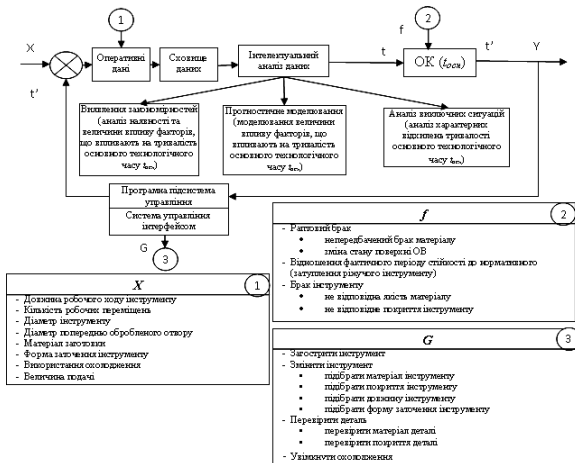 1
2
X
f
Оперативні
дані
Сховище
даних
Інтелектуальний
аналіз даних
t
ОК (tосн)
t’
Y
t’
Виявлення закономірностей
(аналіз наявності та
величини впливу факторів,
що впливають на тривалість
основного технологічного
часу tосн)
Прогностичне моделювання
(моделювання величини
впливу факторів, що
впливають на тривалість
основного технологічного
часу tосн)
Аналіз виключних ситуацій
(аналіз характерних
відхилень тривалості
основного технологічного
часу tосн)
Програмна підсистема
управління
Система управління
інтерфейсом
G
3
X
1
- Довжина робочого ходу інструменту
- Кількість робочих переміщень
- Діаметр інструменту
- Діаметр попередньо обробленого отвору
- Матеріал заготовки
- Форма заточення інструменту
- Використання охолодження
- Величина подачі
f
2
- Раптовий брак
▪ непередбачений брак матеріалу
▪ зміна стану поверхні ОВ
- Відношення фактичного періоду стійкості до нормативного
(затуплення ріжучого інструменту)
- Брак інструменту
▪ не відповідна якість матеріалу
▪ не відповідне покриття інструменту
G
3
- Загострити інструмент
- Змінити інструмент
▪ підібрати матеріал інструменту
▪ підібрати покриття інструменту
▪ підібрати довжину інструменту
▪ підібрати форму заточення інструменту
- Перевірити деталь
▪ перевірити матеріал деталі
▪ перевірити покриття деталі
- Увімкнути охолодження